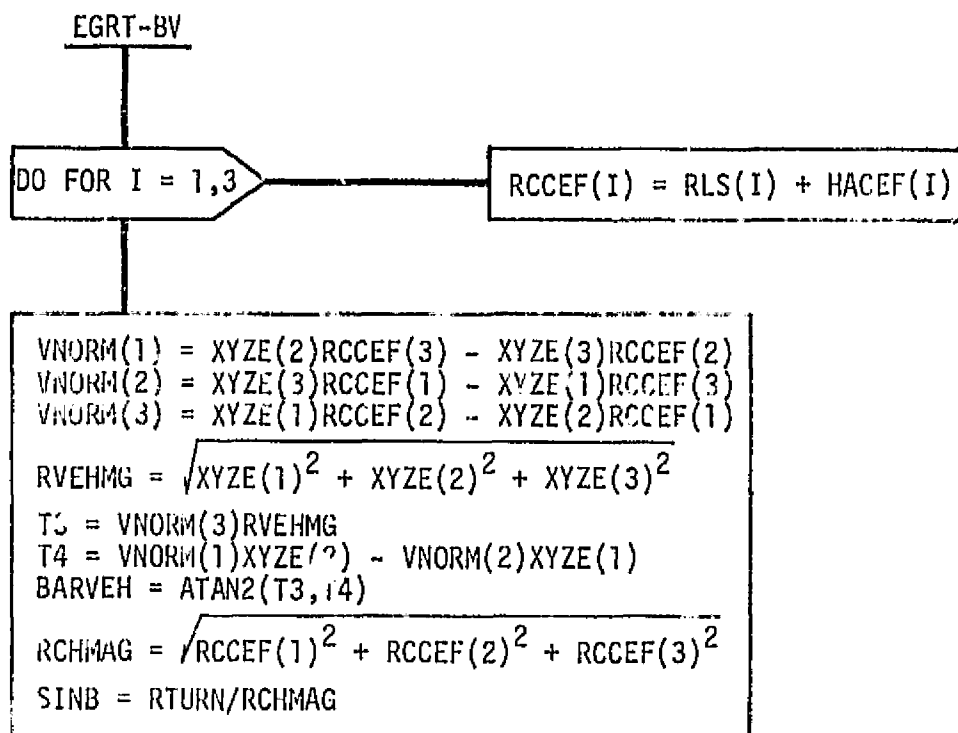 EGRT-BV
DO FOR I = 1,3
RCCEF(I) = RLS(I) + HACEF(I)
VNORM(1) = XYZE(2)RCCEF(3) - XYZE(3)RCCEF(2)
VNORM(2) = XYZE(3)RCCEF(1) - XYZE(1)RCCEF(3)
VNORM(3) = XYZE(1)RCCEF(2) - XYZE(2)RCCEF(1)
RVEHMG = √XYZE(1)² + XYZE(2)² + XYZE(3)²
T3 = VNORM(3)RVEHMG
T4 = VNORM(1)XYZE(2) - VNORM(2)XYZE(1)
BARVEH = ATAN2(T3,T4)
RCHMAG = √RCCEF(1)² + RCCEF(2)² + RCCEF(3)²
SINB = RTURN/RCHMAG